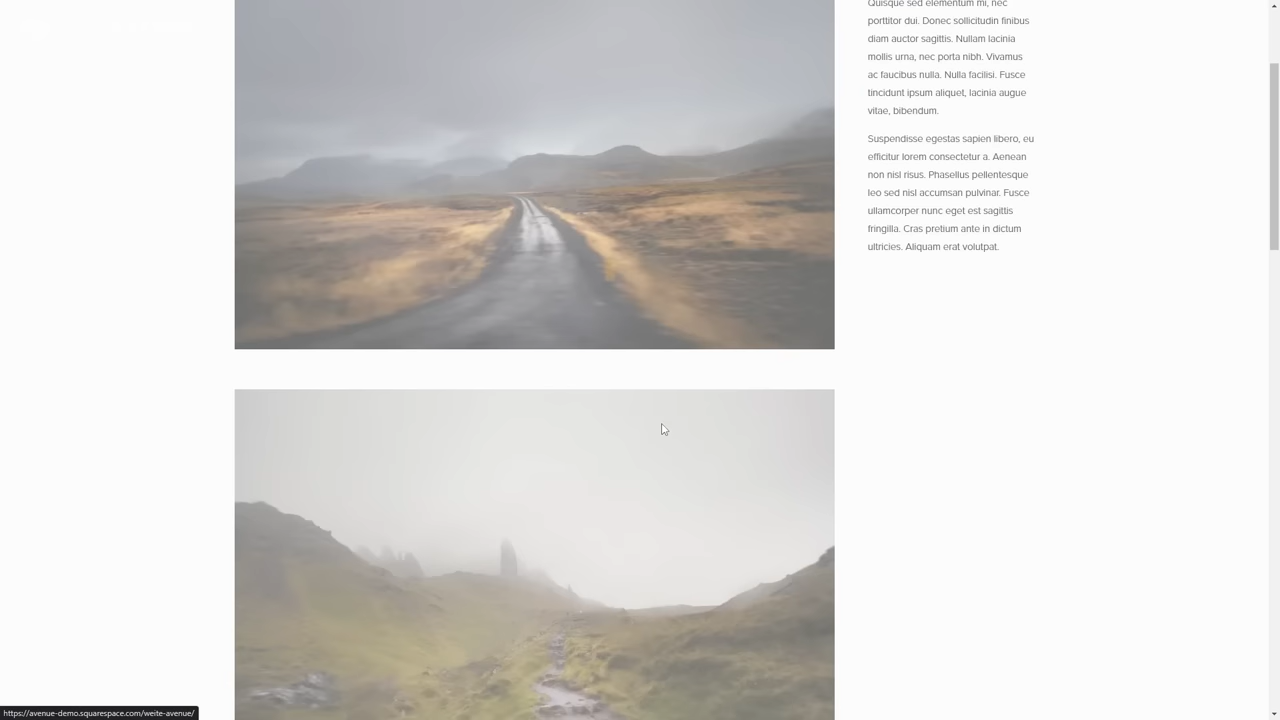 Quisque sed elementum mi, nec
porttitor dui. Donec sollicitudin finibus
diam auctor sagittis. Nullam lacinia
mollis urna, nec porta nibh. Vivamus
ac faucibus nulla. Nulla facilisi. Fusce
tincidunt ipsum aliquet, lacinia augue
vitae, bibendum.
Suspendisse egestas sapien libero, eu
efficitur lorem consectetur a. Aenean
non nisl risus. Phasellus pellentesque
leo sed nisl accumsan pulvinar. Fusce
ullamcorper nunc eget est sagittis
fringilla. Cras pretium ante in dictum
ultricies. Aliquam erat volutpat.
https://avenue-demo.squarespace.com/weite-avenue/